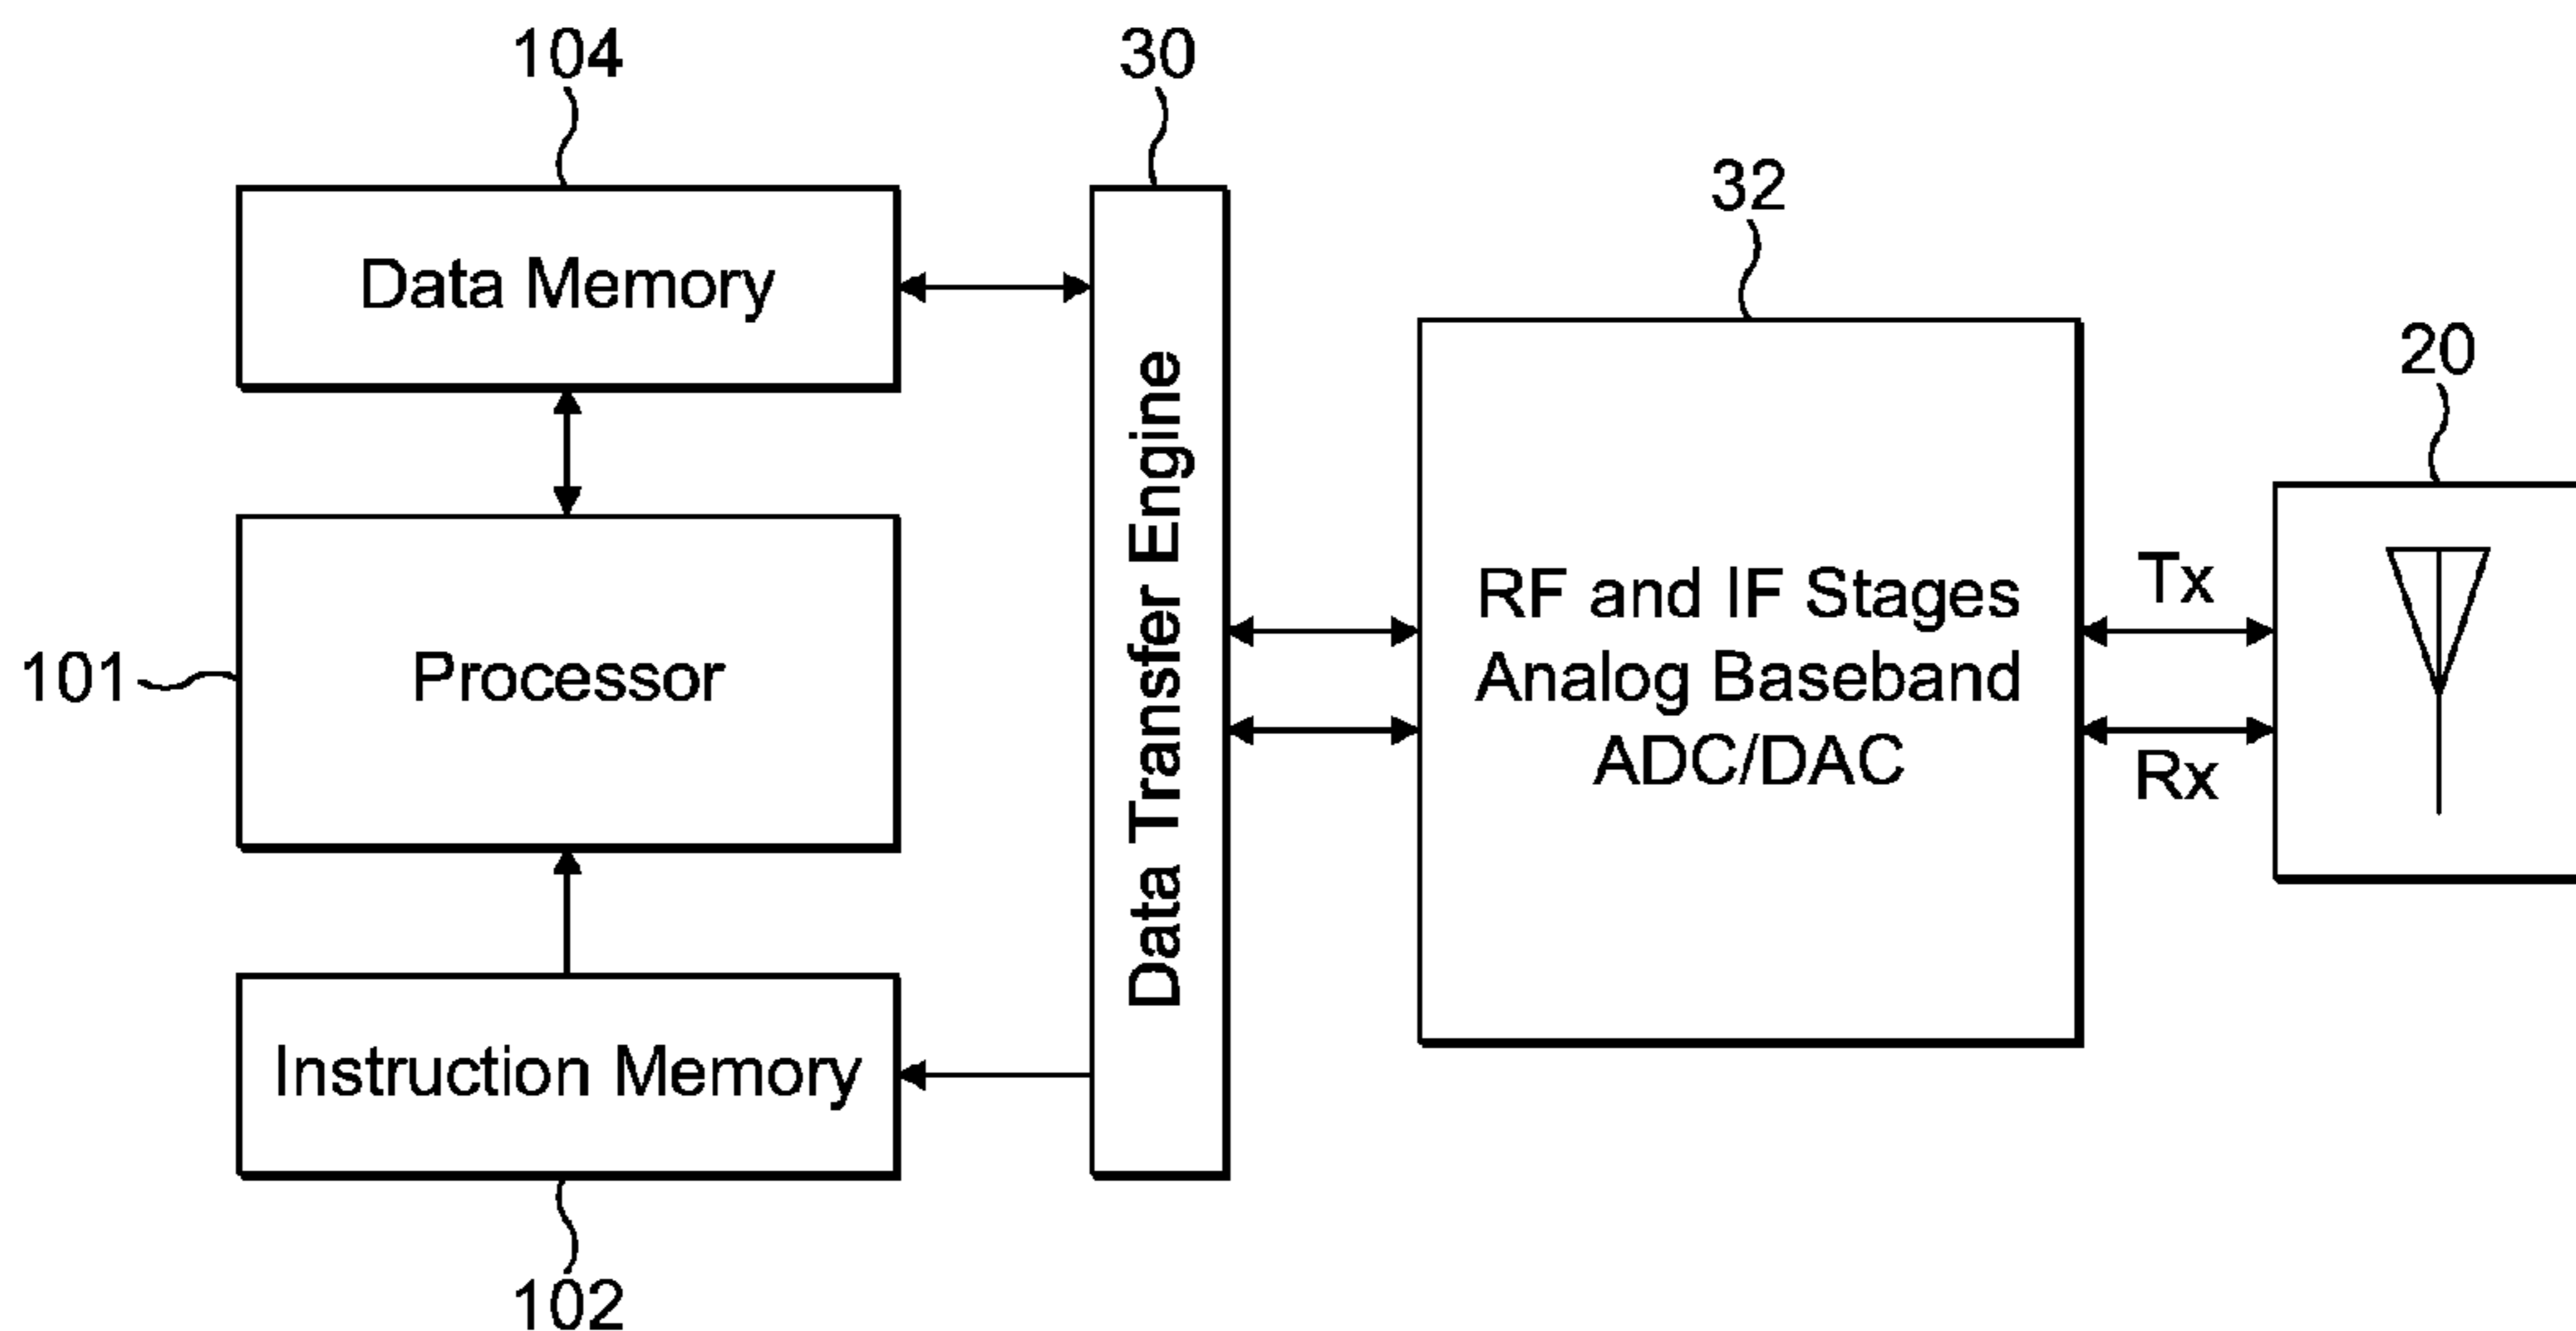 104
30
32
20
Data Memory
Data Transfer Engine
RF and IF Stages
Analog Baseband
ADC/DAC
Tx
Rx
101
Processor
Instruction Memory
102